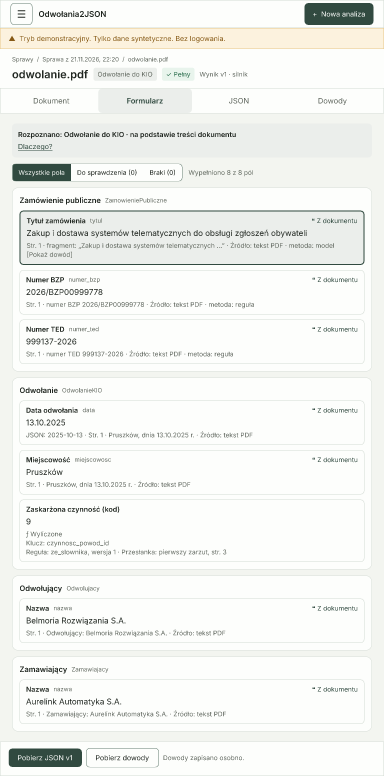 ☰ Odwołania2JSON + Nowa analiza
▲ Tryb demonstracyjny. Tylko dane syntetyczne. Bez logowania.
Sprawy / Sprawa z 21.11.2026, 22:20 / odwolanie.pdf
odwolanie.pdf Odwołanie do KIO ✓ Pełny Wynik v1 · silnik
Dokument Formularz JSON Dowody
Rozpoznano: Odwołanie do KIO · na podstawie treści dokumentu
Dlaczego?
Wszystkie pola Do sprawdzenia (0) Braki (0) Wypełniono 8 z 8 pól
Zamówienie publiczne ZamowieniePubliczne
Tytuł zamówienia tytul ❝ Z dokumentu
Zakup i dostawa systemów telematycznych do obsługi zgłoszeń obywateli
Str. 1 · fragment: „Zakup i dostawa systemów telematycznych …” · Źródło: tekst PDF · metoda: model
[Pokaż dowód]
Numer BZP numer_bzp ❝ Z dokumentu
2026/BZP00999778
Str. 1 · numer BZP 2026/BZP00999778 · Źródło: tekst PDF · metoda: reguła
Numer TED numer_ted ❝ Z dokumentu
999137-2026
Str. 1 · numer TED 999137-2026 · Źródło: tekst PDF · metoda: reguła
Odwołanie OdwolanieKIO
Data odwołania data ❝ Z dokumentu
13.10.2025
JSON: 2025-10-13 · Str. 1 · Pruszków, dnia 13.10.2025 r. · Źródło: tekst PDF
Miejscowość miejscowosc ❝ Z dokumentu
Pruszków
Str. 1 · Pruszków, dnia 13.10.2025 r. · Źródło: tekst PDF
Zaskarżona czynność (kod)
9
ƒ Wyliczone
Klucz: czynnosc_powod_id
Reguła: ze_slownika, wersja 1 · Przesłanka: pierwszy zarzut, str. 3
Odwołujący Odwolujacy
Nazwa nazwa ❝ Z dokumentu
Belmoria Rozwiązania S.A.
Str. 1 · Odwołujący: Belmoria Rozwiązania S.A. · Źródło: tekst PDF
Zamawiający Zamawiajacy
Nazwa nazwa ❝ Z dokumentu
Aurelink Automatyka S.A.
Str. 1 · Zamawiający: Aurelink Automatyka S.A. · Źródło: tekst PDF
Pobierz JSON v1 Pobierz dowody Dowody zapisano osobno.